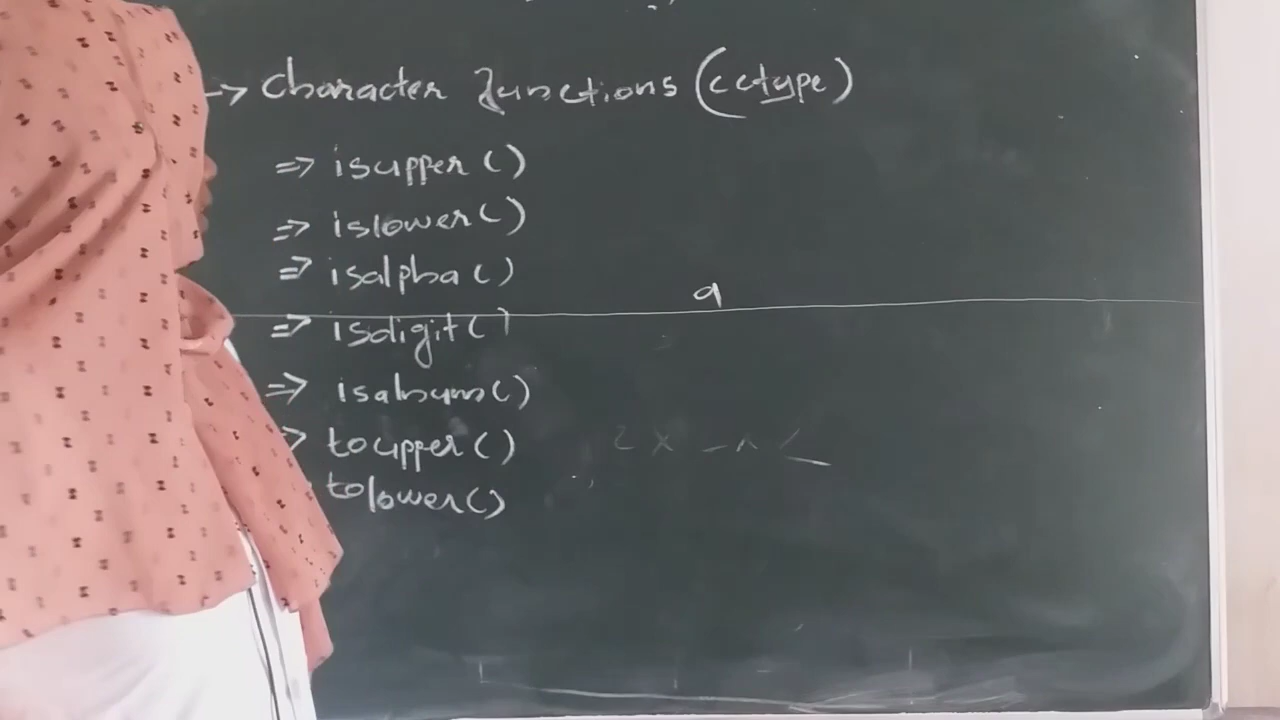 → Character functions (cctype)
⇒ isupper()
⇒ islower()
⇒ isalpha()
a
⇒ isdigit()
⇒ isalnum()
⇒ toupper()
tolower()